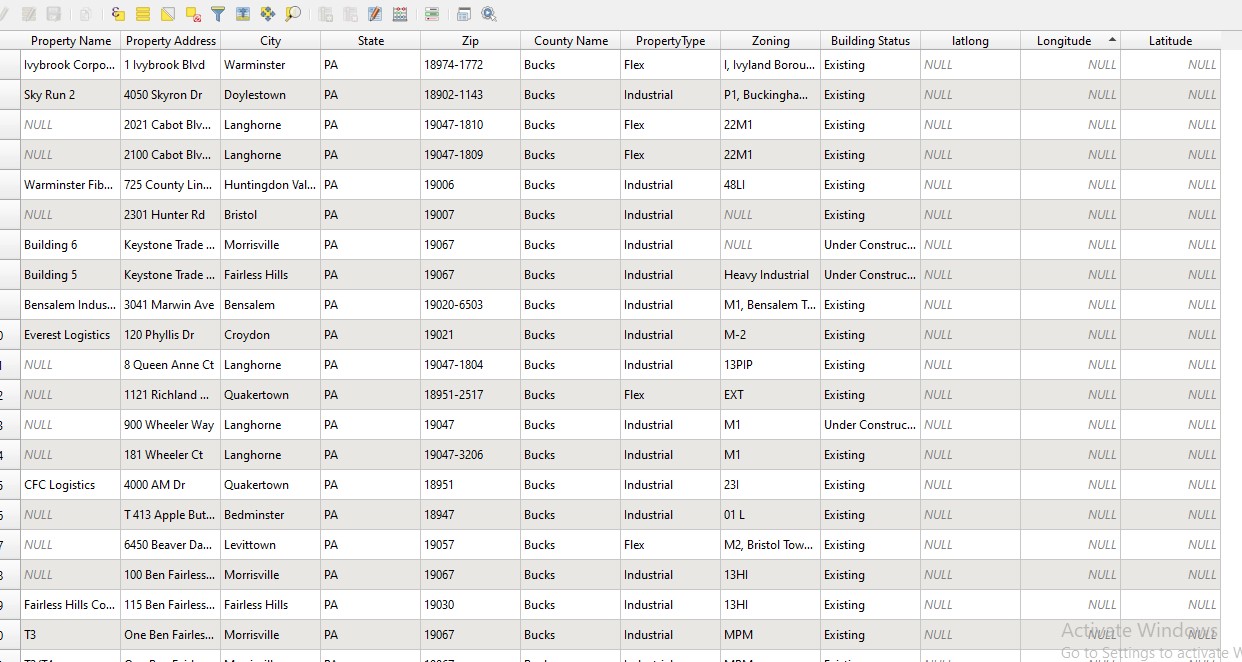 Property Name Property Address City State Zip County Name PropertyType Zoning Building Status latlong Longitude Latitude
Ivybrook Corpo... 1 Ivybrook Blvd Warminster PA 18974-1772 Bucks Flex I, Ivyland Borou... Existing NULL NULL NULL
Sky Run 2 4050 Skyron Dr Doylestown PA 18902-1143 Bucks Industrial P1, Buckingha... Existing NULL NULL NULL
NULL 2021 Cabot Blv... Langhorne PA 19047-1810 Bucks Flex 22M1 Existing NULL NULL NULL
NULL 2100 Cabot Blv... Langhorne PA 19047-1809 Bucks Flex 22M1 Existing NULL NULL NULL
Warminster Fib... 725 County Lin... Huntingdon Val... PA 19006 Bucks Industrial 48LI Existing NULL NULL NULL
NULL 2301 Hunter Rd Bristol PA 19007 Bucks Industrial NULL Existing NULL NULL NULL
Building 6 Keystone Trade ... Morrisville PA 19067 Bucks Industrial NULL Under Construc... NULL NULL NULL
Building 5 Keystone Trade ... Fairless Hills PA 19067 Bucks Industrial Heavy Industrial Under Construc... NULL NULL NULL
Bensalem Indus... 3041 Marwin Ave Bensalem PA 19020-6503 Bucks Industrial M1, Bensalem T... Existing NULL NULL NULL
Everest Logistics 120 Phyllis Dr Croydon PA 19021 Bucks Industrial M-2 Existing NULL NULL NULL
NULL 8 Queen Anne Ct Langhorne PA 19047-1804 Bucks Industrial 13PIP Existing NULL NULL NULL
NULL 1121 Richland ... Quakertown PA 18951-2517 Bucks Flex EXT Existing NULL NULL NULL
NULL 900 Wheeler Way Langhorne PA 19047 Bucks Industrial M1 Under Construc... NULL NULL NULL
NULL 181 Wheeler Ct Langhorne PA 19047-3206 Bucks Industrial M1 Existing NULL NULL NULL
CFC Logistics 4000 AM Dr Quakertown PA 18951 Bucks Industrial 23I Existing NULL NULL NULL
NULL T 413 Apple But... Bedminster PA 18947 Bucks Industrial 01 L Existing NULL NULL NULL
NULL 6450 Beaver Da... Levittown PA 19057 Bucks Flex M2, Bristol Tow... Existing NULL NULL NULL
NULL 100 Ben Fairless... Morrisville PA 19067 Bucks Industrial 13HI Existing NULL NULL NULL
Fairless Hills Co... 115 Ben Fairless... Fairless Hills PA 19030 Bucks Industrial 13HI Existing NULL NULL NULL
T3 One Ben Fairles... Morrisville PA 19067 Bucks Industrial MPM Existing NULL NULL NULL
Activate Windows
Go to Settings to activate W